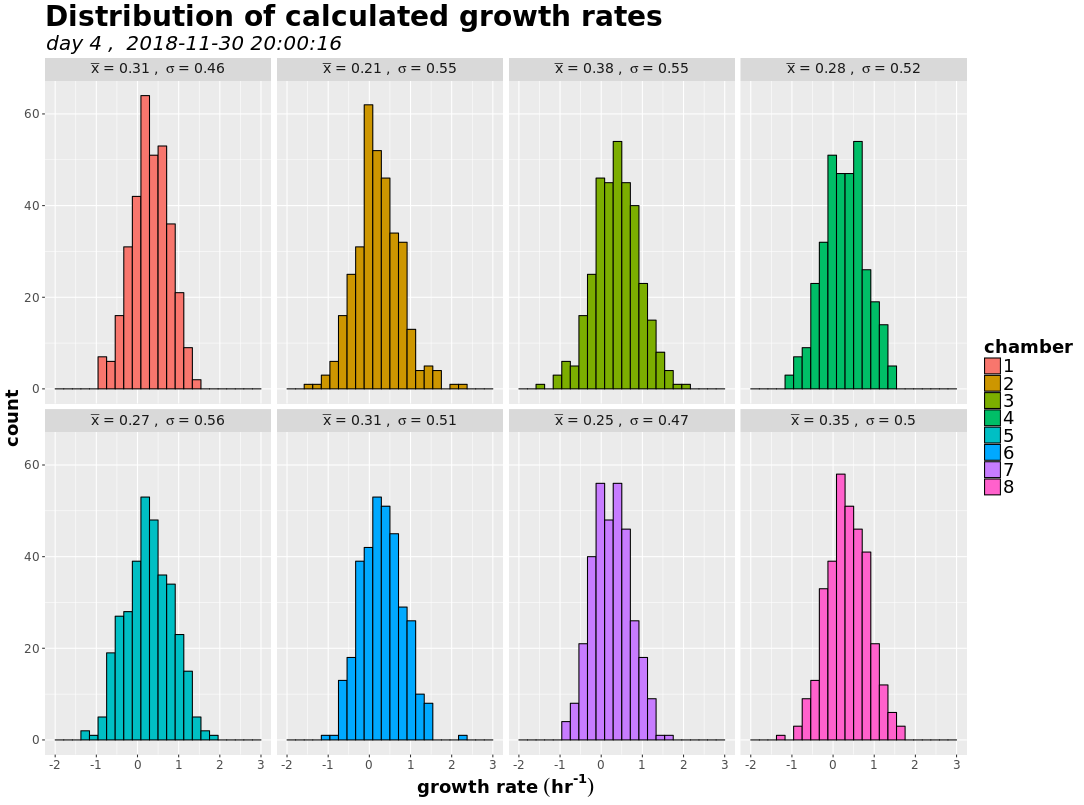 Distribution of calculated growth rates
day 4 ,  2018-11-30 20:00:16
x̅ = 0.31 ,  σ = 0.46
x̅ = 0.21 ,  σ = 0.55
x̅ = 0.38 ,  σ = 0.55
x̅ = 0.28 ,  σ = 0.52
60
40
20
0
x̅ = 0.27 ,  σ = 0.56
x̅ = 0.31 ,  σ = 0.51
x̅ = 0.25 ,  σ = 0.47
x̅ = 0.35 ,  σ = 0.5
60
40
20
0
-2 -1 0 1 2 3
-2 -1 0 1 2 3
-2 -1 0 1 2 3
-2 -1 0 1 2 3
count
growth rate (hr⁻¹)
chamber
1
2
3
4
5
6
7
8